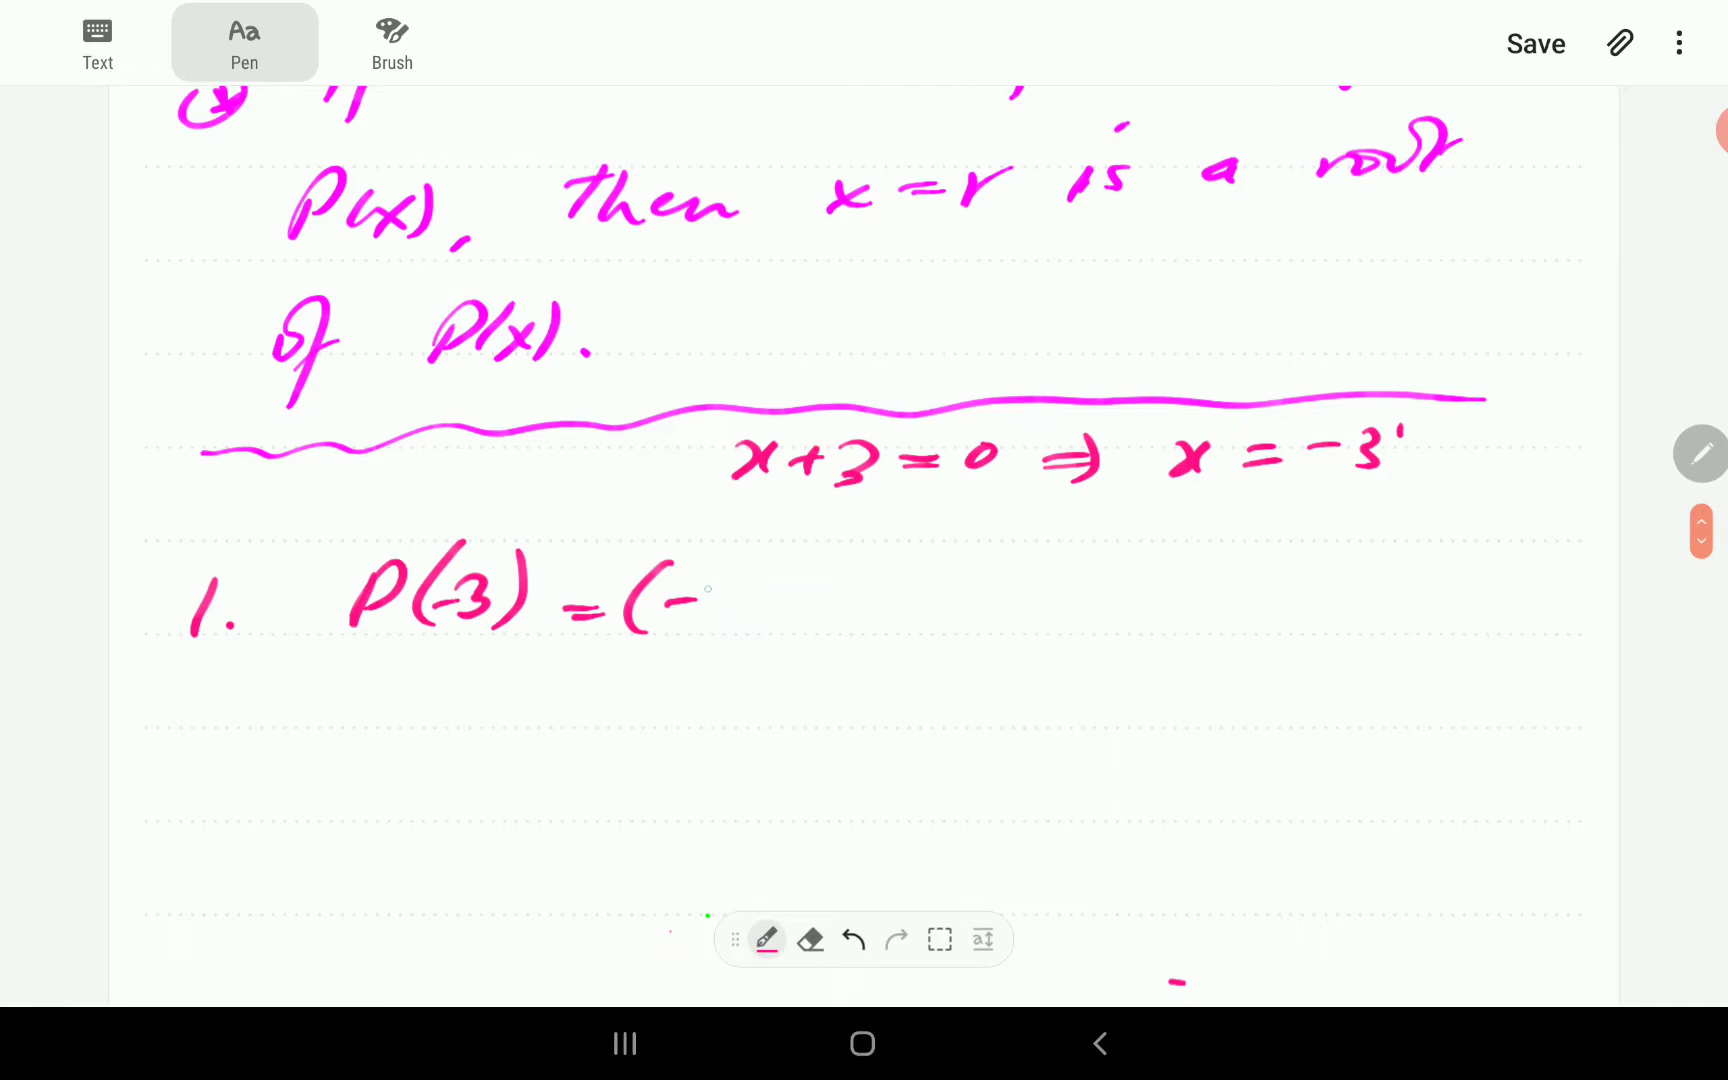 Text Pen Brush Save
P(x), then x = r is a root
of P(x).
x+3 = 0 ⇒ x = -3
1. P(-3) = (-